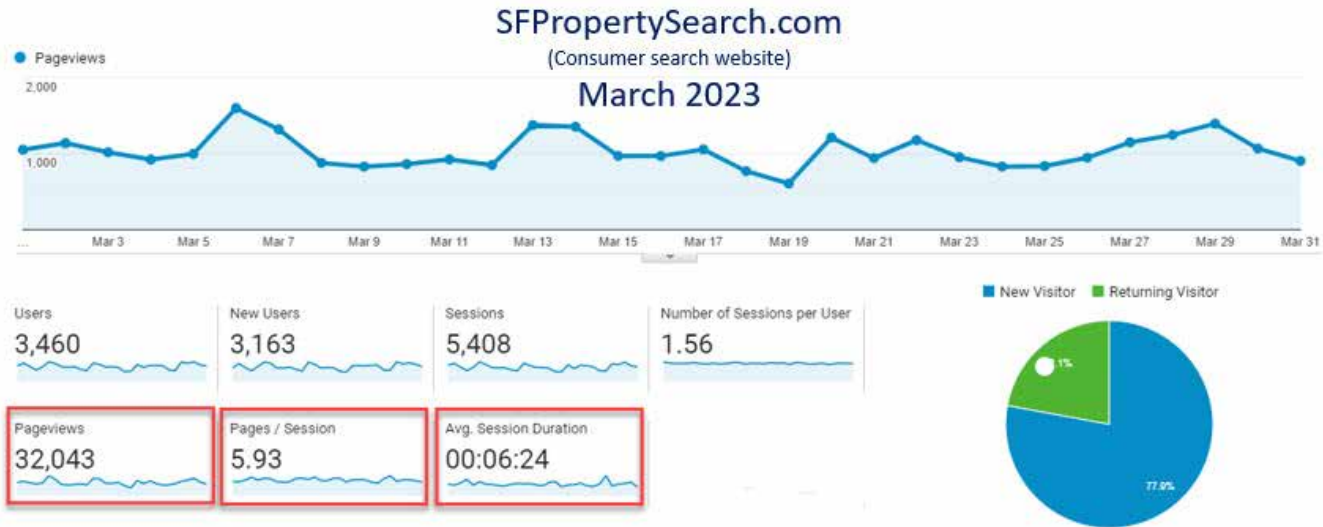 SFPropertySearch.com
(Consumer search website)
March 2023
Pageviews
2,000
1,000
... Mar 3 Mar 5 Mar 7 Mar 9 Mar 11 Mar 13 Mar 15 Mar 17 Mar 19 Mar 21 Mar 23 Mar 25 Mar 27 Mar 29 Mar 31
New Visitor Returning Visitor
Users New Users Sessions Number of Sessions per User
3,460 3,163 5,408 1.56
Pageviews Pages / Session Avg. Session Duration
32,043 5.93 00:06:24